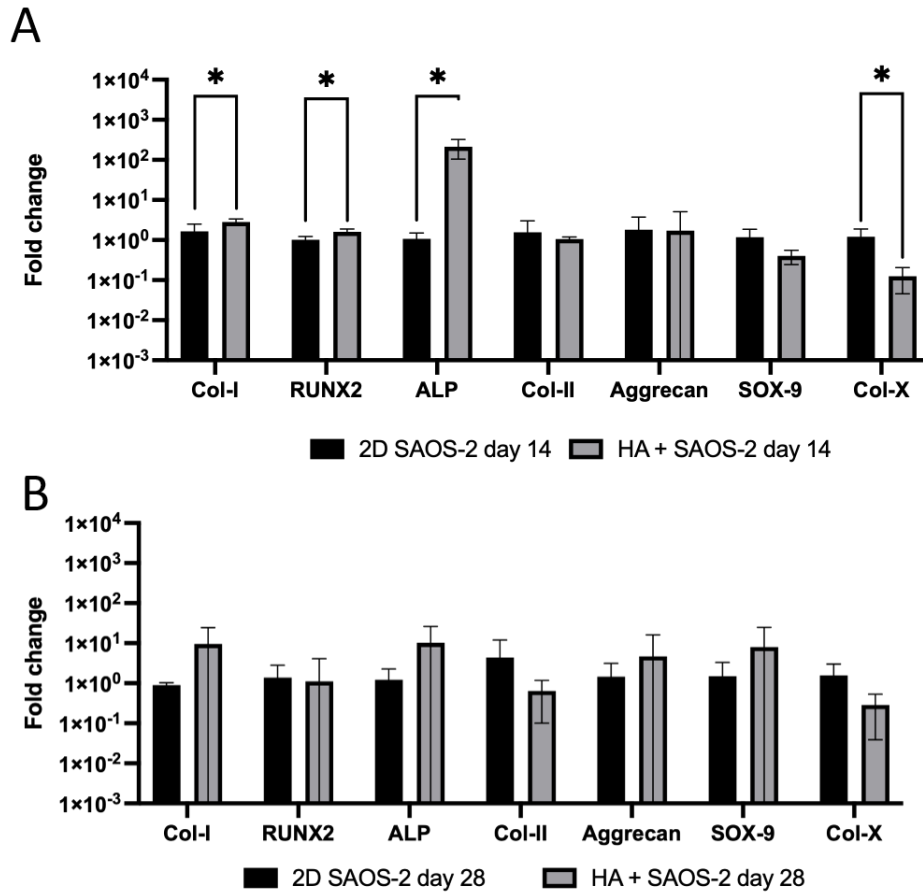 A
* * * *
1×10⁴
1×10³
1×10²
1×10¹
1×10⁰
1×10⁻¹
1×10⁻²
1×10⁻³
Fold change
Col-I RUNX2 ALP Col-II Aggrecan SOX-9 Col-X
2D SAOS-2 day 14 HA + SAOS-2 day 14
B
1×10⁴
1×10³
1×10²
1×10¹
1×10⁰
1×10⁻¹
1×10⁻²
1×10⁻³
Fold change
Col-I RUNX2 ALP Col-II Aggrecan SOX-9 Col-X
2D SAOS-2 day 28 HA + SAOS-2 day 28